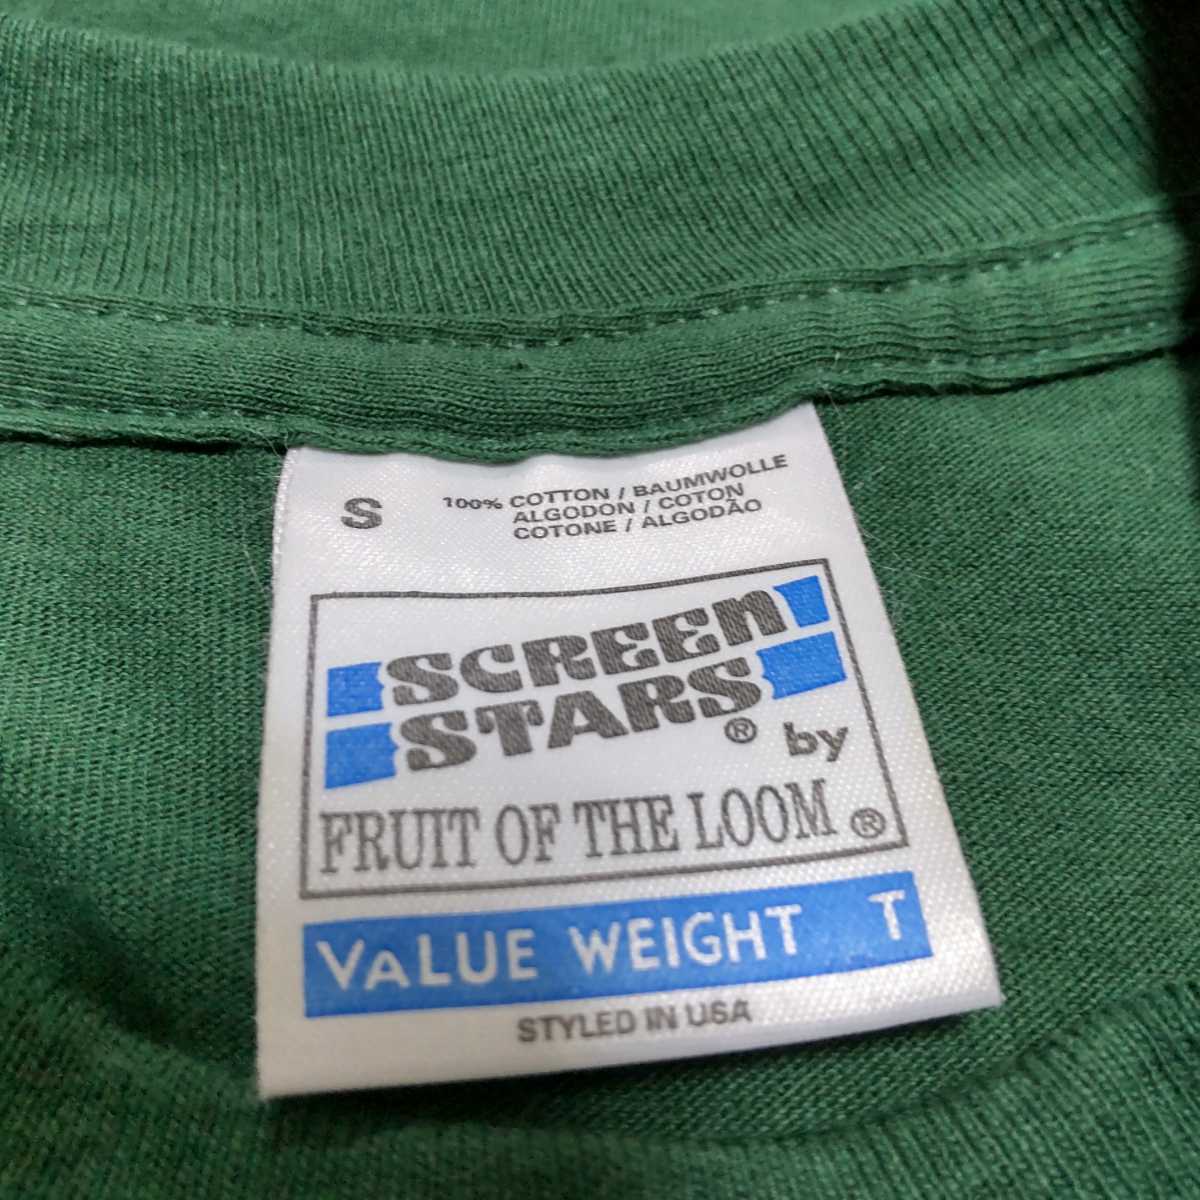 S
100% COTTON / BAUMWOLLE
ALGODON / COTON
COTONE / ALGODÃO
SCREEN
STARS® by
FRUIT OF THE LOOM®
VALUE WEIGHT T
STYLED IN USA